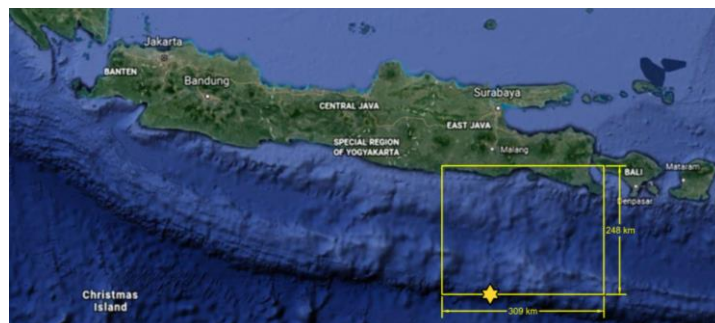 Jakarta
BANTEN
Bandung
CENTRAL JAVA
Surabaya
EAST JAVA
SPECIAL REGION
OF YOGYAKARTA
Malang
BALI
Mataram
Denpasar
248 km
Christmas
Island
309 km